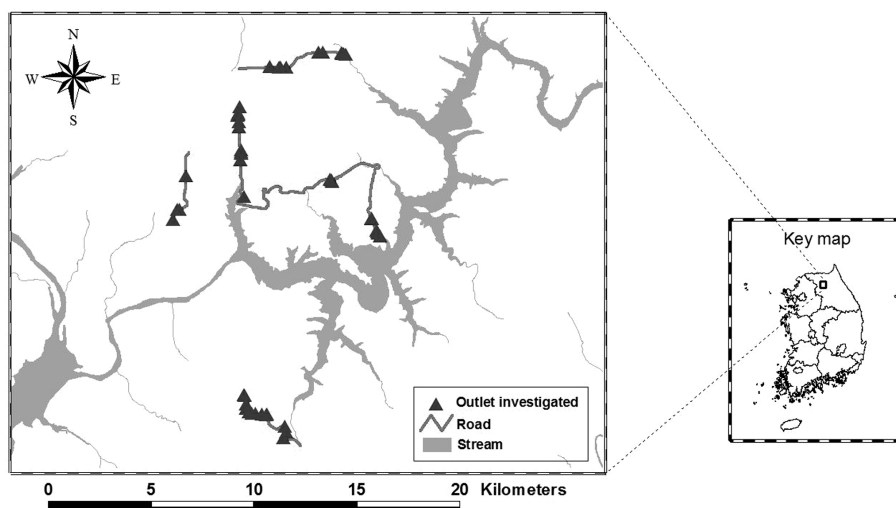 N
W E
S
Key map
Outlet investigated
Road
Stream
0 5 10 15 20 Kilometers